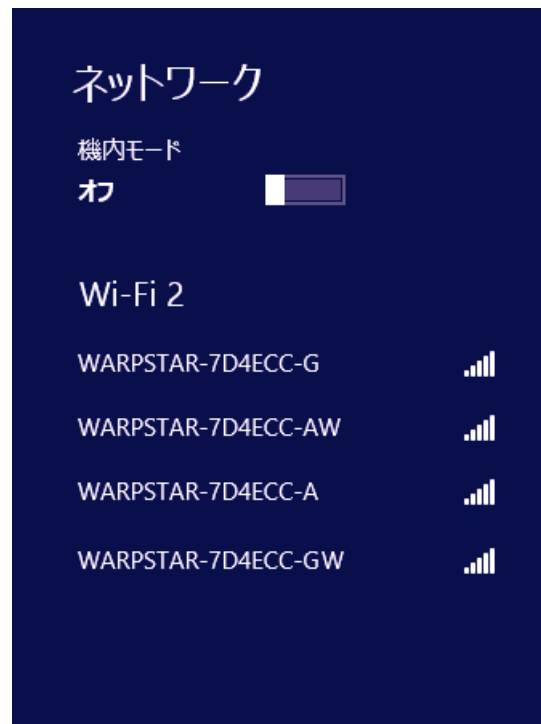 ネットワーク
機内モード
オフ
Wi-Fi 2
WARPSTAR-7D4ECC-G
WARPSTAR-7D4ECC-AW
WARPSTAR-7D4ECC-A
WARPSTAR-7D4ECC-GW